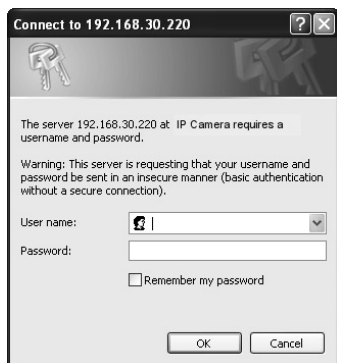 Connect to 192.168.30.220
The server 192.168.30.220 at IP Camera requires a
username and password.
Warning: This server is requesting that your username and
password be sent in an insecure manner (basic authentication
without a secure connection).
User name:
Password:
Remember my password
OK Cancel